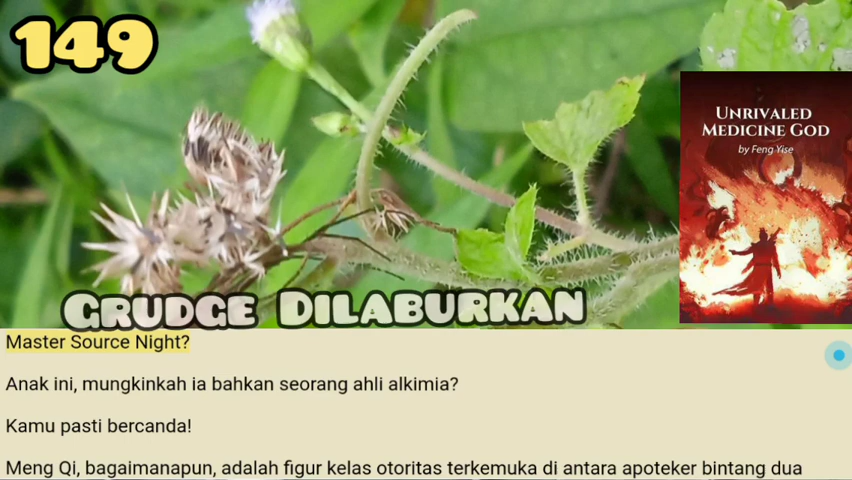 149
UNRIVALED
MEDICINE GOD
by Feng Yise
GRUDGE DILABURKAN
Master Source Night?
Anak ini, mungkinkah ia bahkan seorang ahli alkimia?
Kamu pasti bercanda!
Meng Qi, bagaimanapun, adalah figur kelas otoritas terkemuka di antara apoteker bintang dua